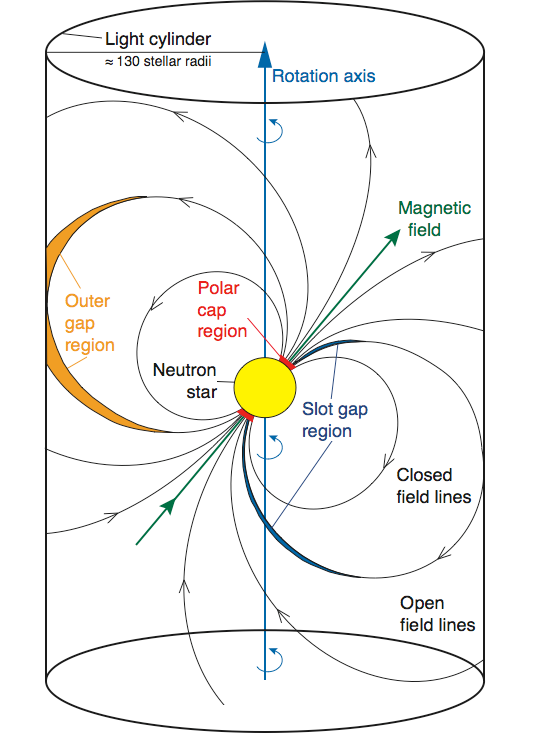 Light cylinder
≈ 130 stellar radii
Rotation axis
Magnetic
field
Polar
cap
region
Outer
gap
region
Neutron
star
Slot gap
region
Closed
field lines
Open
field lines